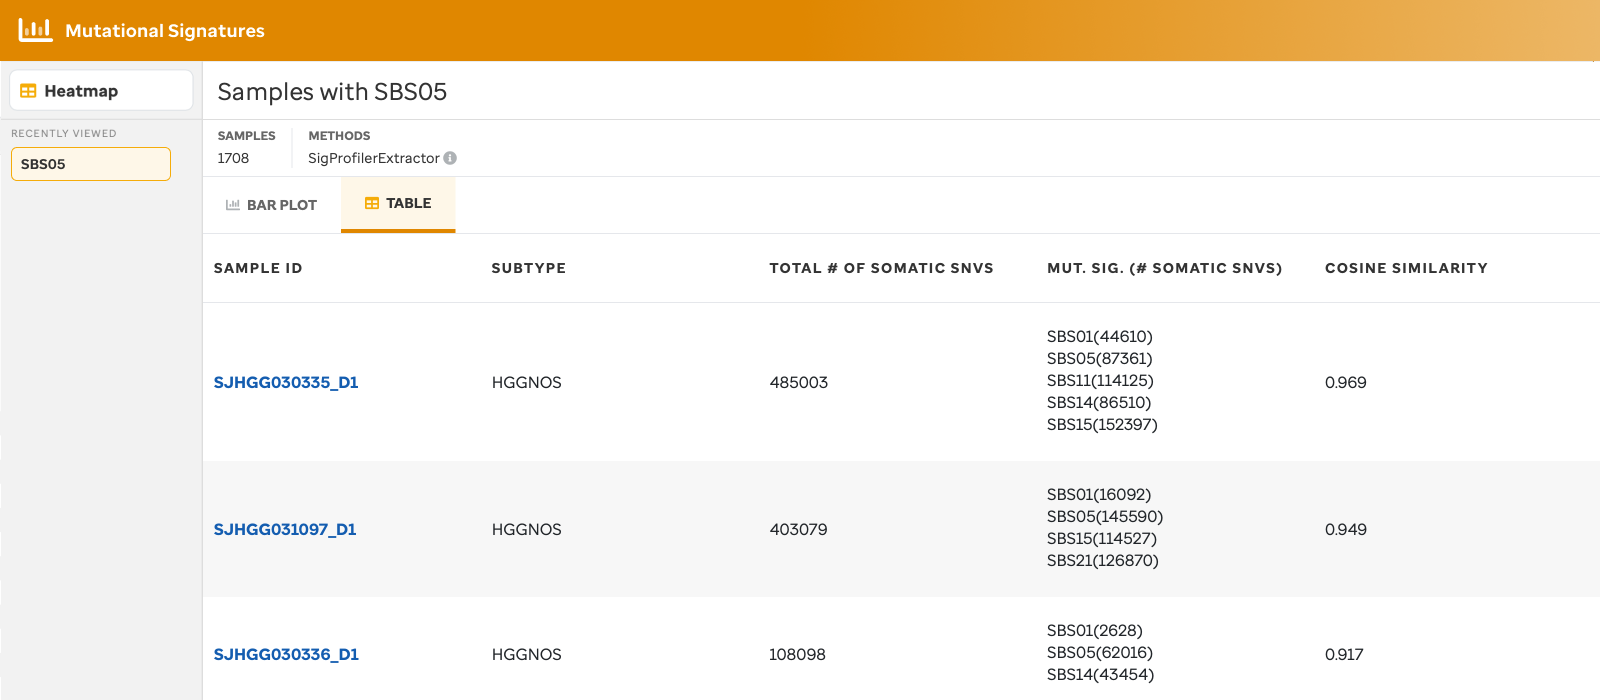 Mutational Signatures
Heatmap
RECENTLY VIEWED
SBS05
Samples with SBS05
SAMPLES METHODS
1708 SigProfilerExtractor
BAR PLOT TABLE
SAMPLE ID SUBTYPE TOTAL # OF SOMATIC SNVS MUT. SIG. (# SOMATIC SNVS) COSINE SIMILARITY
SBS01(44610)
SBS05(87361)
SJHGG030335_D1 HGGNOS 485003 SBS11(114125) 0.969
SBS14(86510)
SBS15(152397)
SBS01(16092)
SBS05(145590)
SJHGG031097_D1 HGGNOS 403079 0.949
SBS15(114527)
SBS21(126870)
SBS01(2628)
SJHGG030336_D1 HGGNOS 108098 SBS05(62016) 0.917
SBS14(43454)